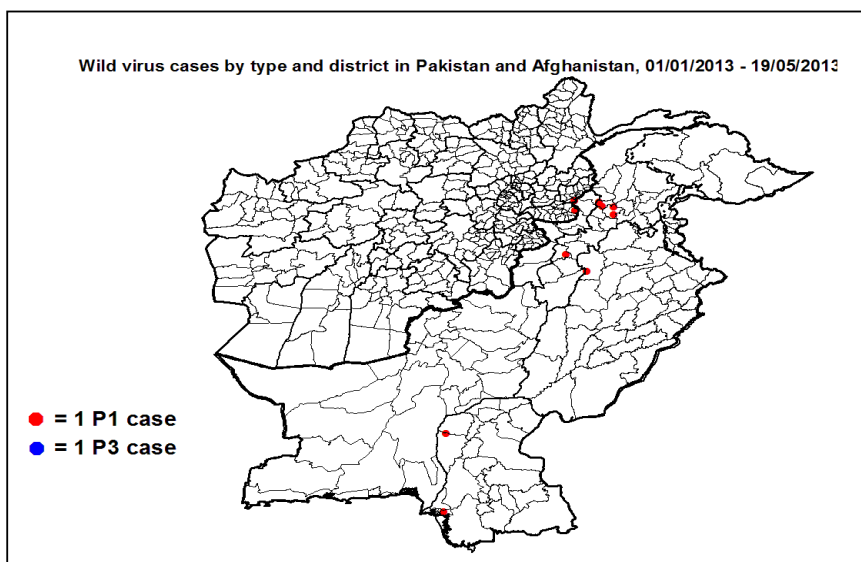 Wild virus cases by type and district in Pakistan and Afghanistan, 01/01/2013 - 19/05/2013
= 1 P1 case
= 1 P3 case